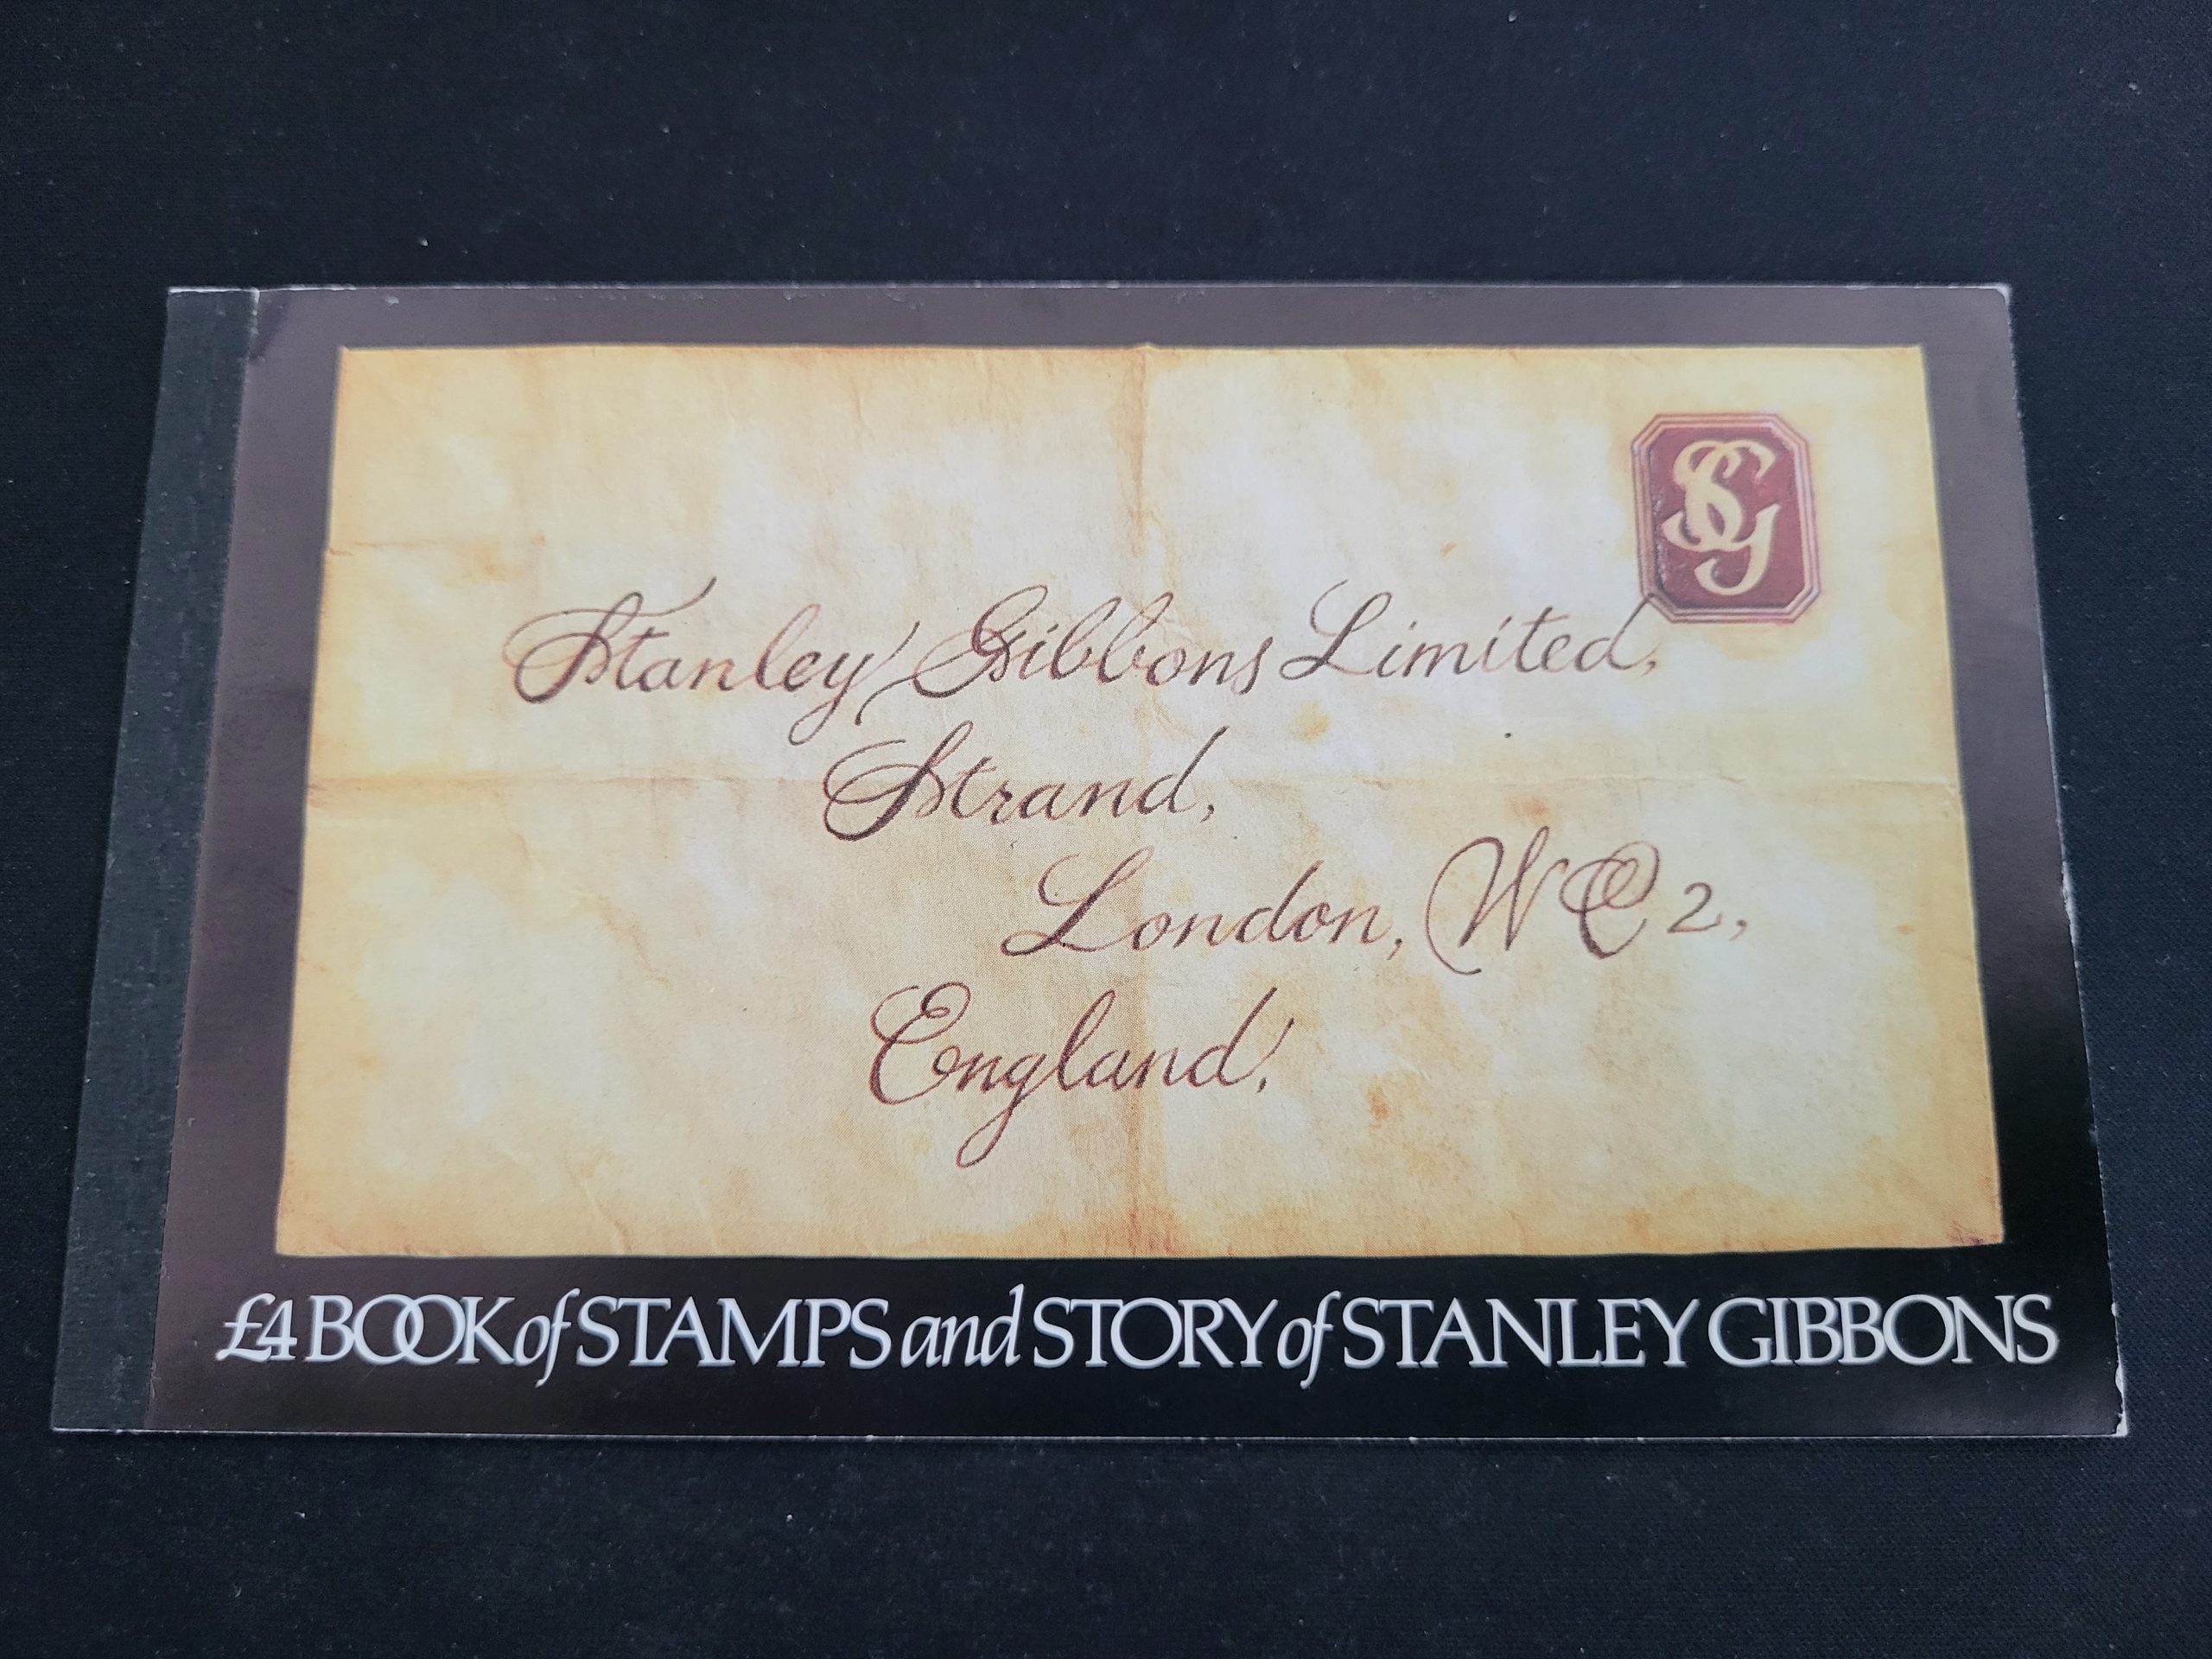 SG
Stanley Gibbons Limited,
Strand,
London, WC2,
England,
£4 BOOK of STAMPS and STORY of STANLEY GIBBONS